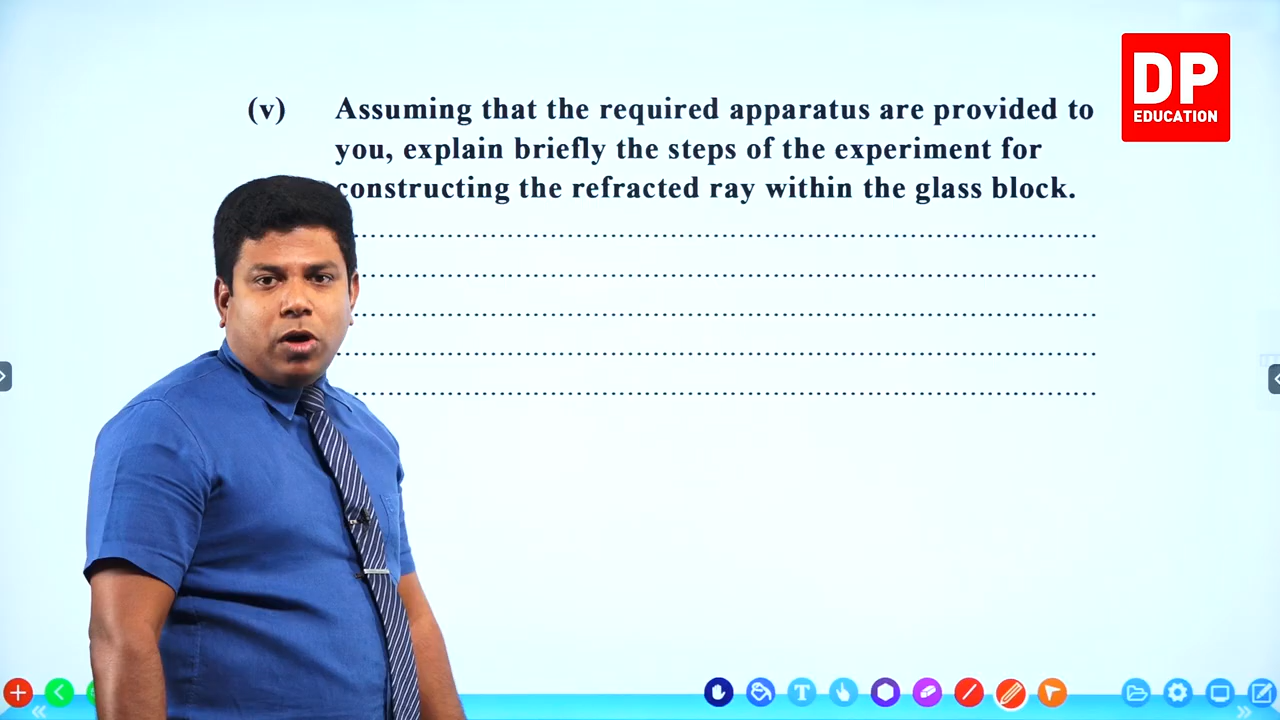 DP
EDUCATION
(v) Assuming that the required apparatus are provided to
you, explain briefly the steps of the experiment for
constructing the refracted ray within the glass block.